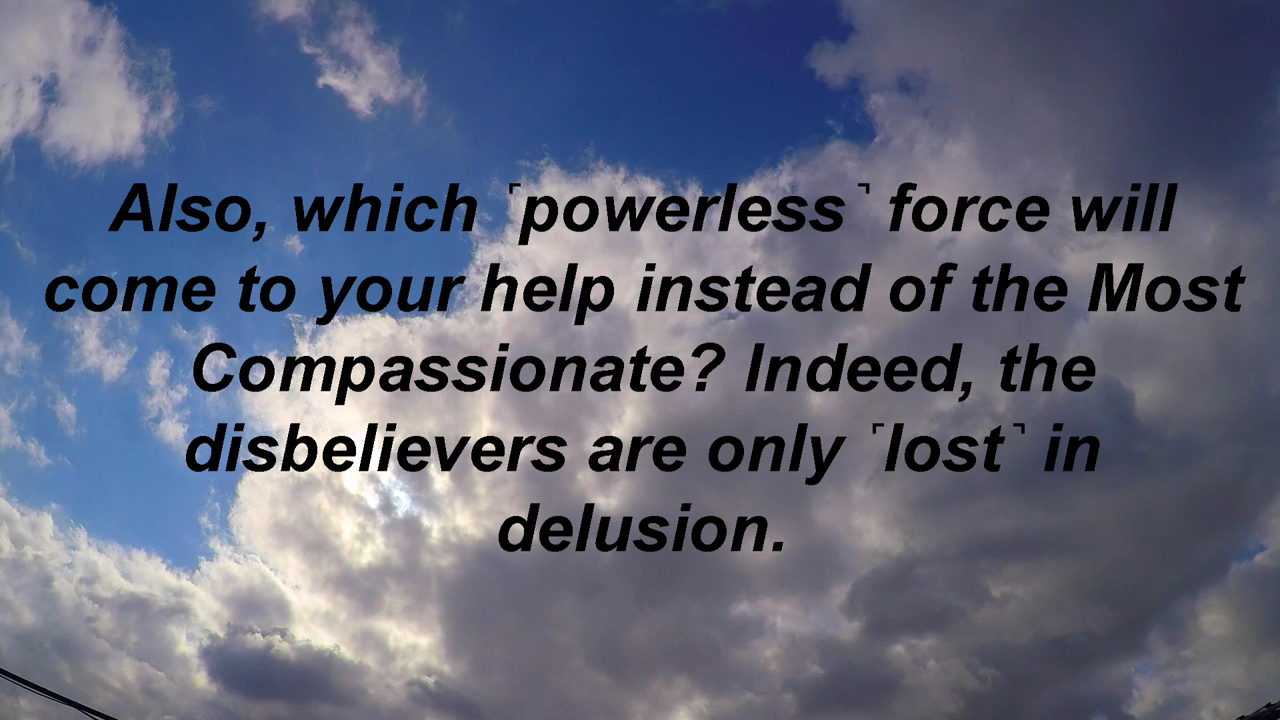 Also, which ˹powerless˺ force will
come to your help instead of the Most
Compassionate? Indeed, the
disbelievers are only ˹lost˺ in
delusion.